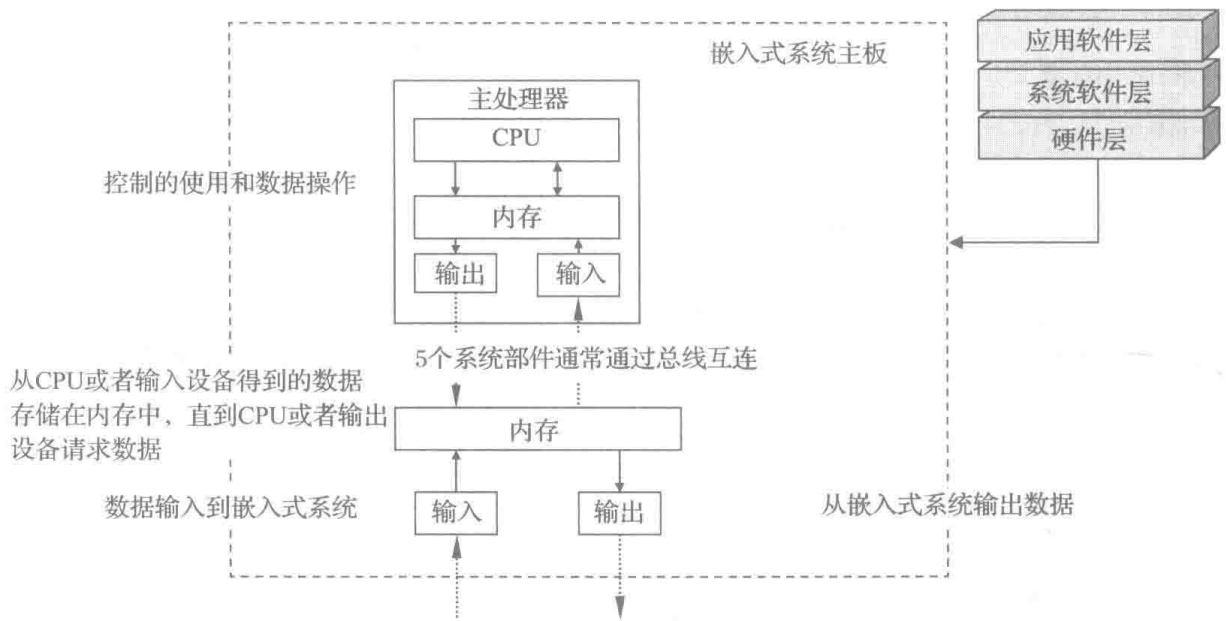 嵌入式系统主板
应用软件层
系统软件层
硬件层
主处理器
CPU
控制的使用和数据操作
内存
输出
输入
5个系统部件通常通过总线互连
从CPU或者输入设备得到的数据
存储在内存中，直到CPU或者输出
设备请求数据
内存
数据输入到嵌入式系统
输入
输出
从嵌入式系统输出数据